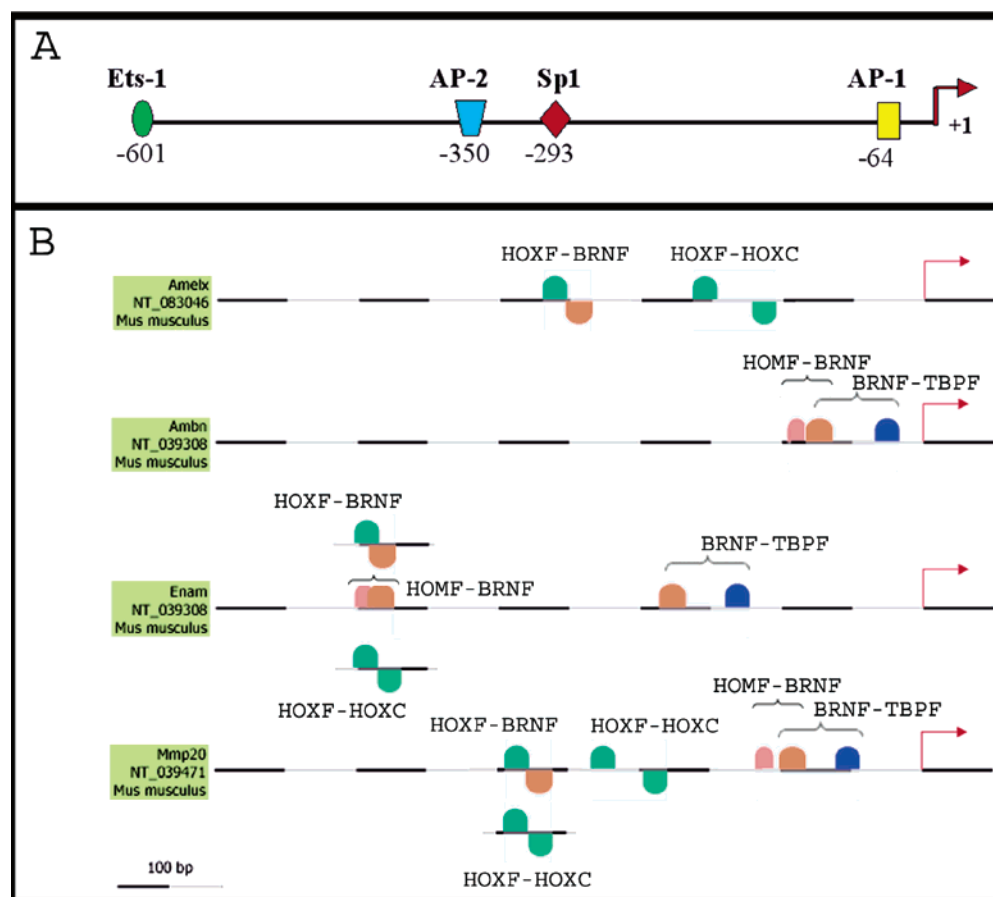 A
Ets-1 AP-2 Sp1 AP-1
+1
-601 -350 -293 -64
B
HOXF-BRNF HOXF-HOXC
Amelx
NT_083046
Mus musculus
HOMF-BRNF
BRNF-TBPF
Ambn
NT_039308
Mus musculus
HOXF-BRNF
BRNF-TBPF
HOMF-BRNF
Enam
NT_039308
Mus musculus
HOXF-HOXC
HOMF-BRNF
HOXF-BRNF HOXF-HOXC BRNF-TBPF
Mmp20
NT_039471
Mus musculus
HOXF-HOXC
100 bp